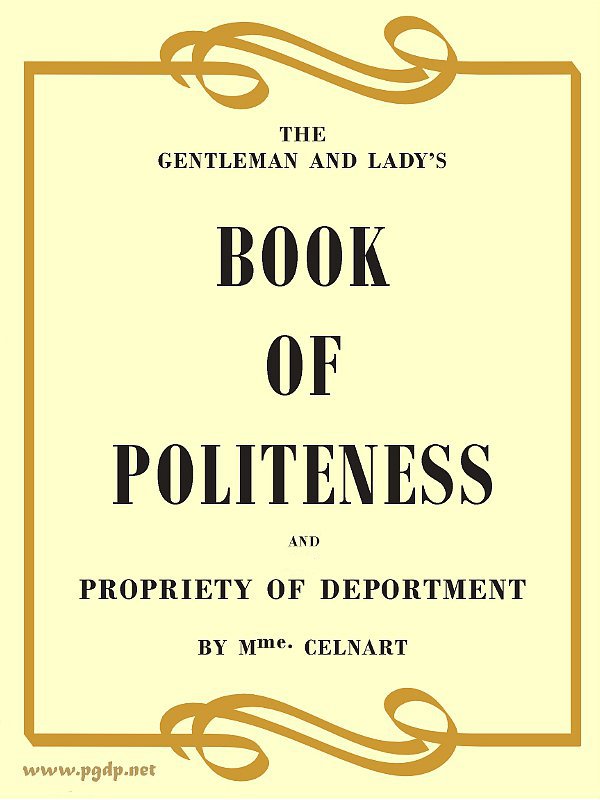 THE
GENTLEMAN AND LADY'S
BOOK
OF
POLITENESS
AND
PROPRIETY OF DEPORTMENT
BY Mme. CELNART
www.pgdp.net